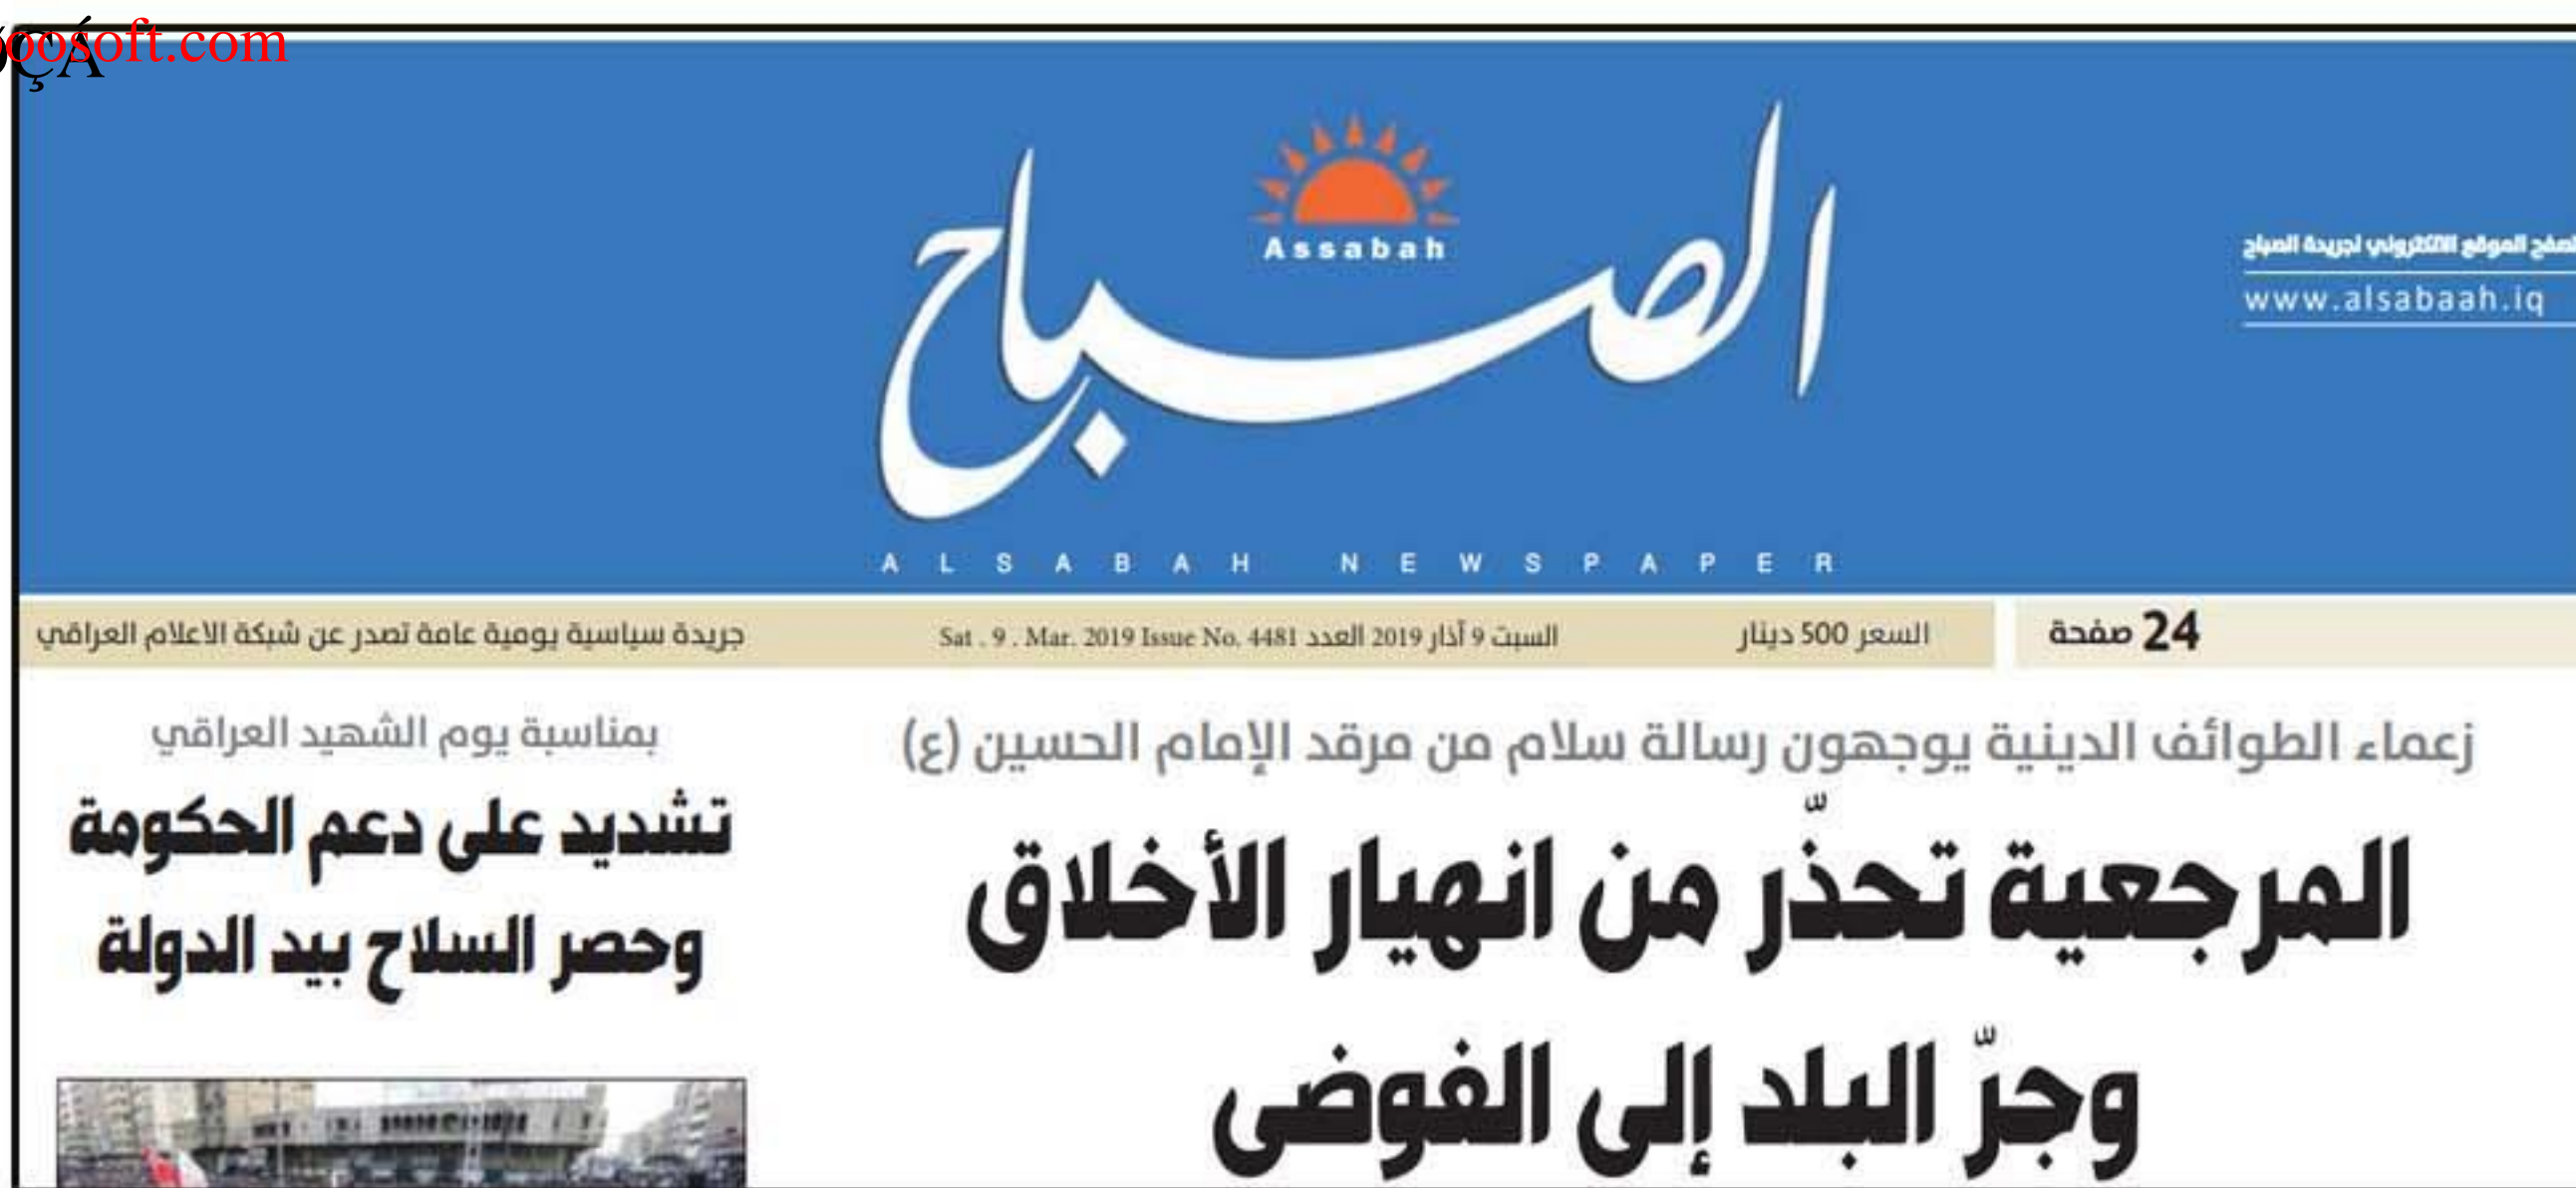 oosoft.com
ÇÁ
الصباح
Assabah
لتصفح الموقع الالكتروني لجريدة الصباح
www.alsabaah.iq
ALSABAH NEWSPAPER
24 صفحة
السعر 500 دينار
السبت 9 آذار 2019 العدد 4481 Sat . 9 . Mar. 2019 Issue No.
جريدة سياسية يومية عامة تصدر عن شبكة الاعلام العراقي
زعماء الطوائف الدينية يوجهون رسالة سلام من مرقد الإمام الحسين (ع)
المرجعية تحذّر من انهيار الأخلاق
وجرّ البلد إلى الفوضى
بمناسبة يوم الشهيد العراقي
تشديد على دعم الحكومة
وحصر السلاح بيد الدولة